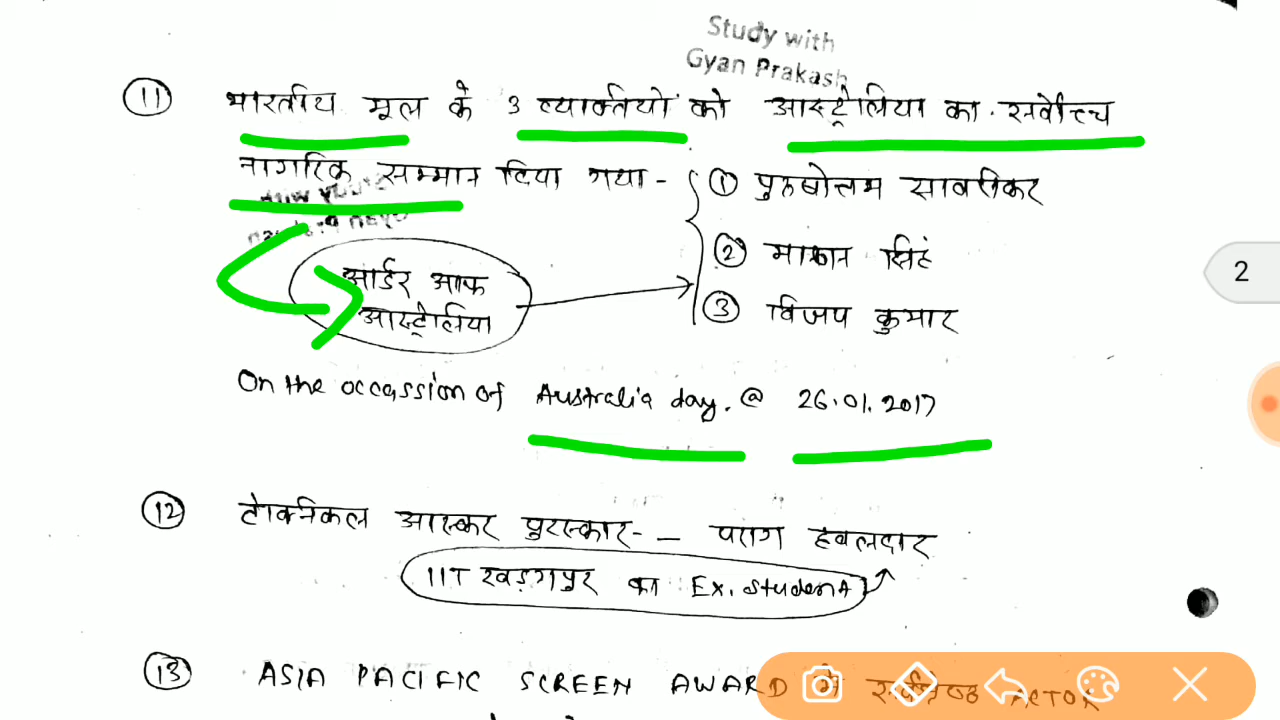 Study with
Gyan Prakash
11 भारतीय मूल के 3 व्यक्तियों को आस्ट्रेलिया का सर्वोच्च
नागरिक सम्मान दिया गया - ① पुरुषोत्तम सावरिकर
② माखन सिंह
आर्डर आफ
आस्ट्रेलिया
③ विजय कुमार
On the occassion of Australia day. @ 26.01.2017
12 टेक्निकल आस्कर पुरस्कार - – पराग हवलदार
IIT खड़गपुर का Ex. student
13 ASIA PACIFIC SCREEN AWARD में ACTOR
2